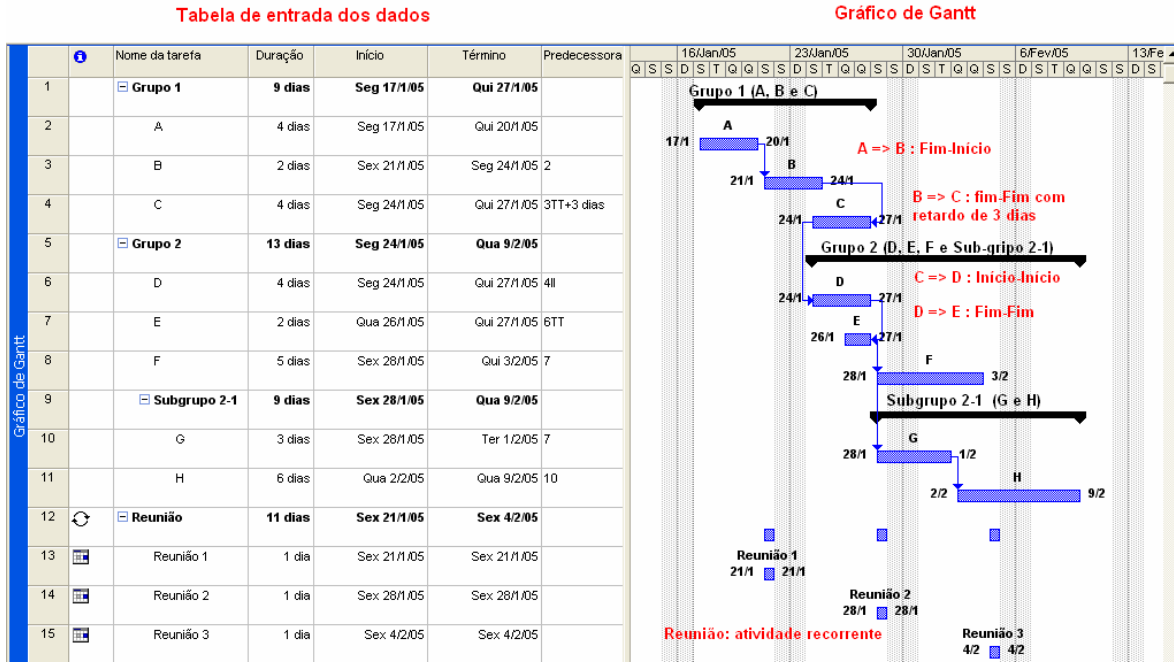 Tabela de entrada dos dados
Gráfico de Gantt
Nome da tarefa Duração Início Término Predecessora
16/Jan/05 23/Jan/05 30/Jan/05 6/Fev/05 13/Fe
Q S S D S T Q Q S S D S T Q Q S S D S T Q Q S S D S T Q Q S S D S
1 Grupo 1 9 dias Seg 17/1/05 Qui 27/1/05
Grupo 1 (A, B e C)
2 A 4 dias Seg 17/1/05 Qui 20/1/05
A
17/1 20/1
A => B : Fim-Início
3 B 2 dias Sex 21/1/05 Seg 24/1/05 2
B
21/1 24/1
4 C 4 dias Seg 24/1/05 Qui 27/1/05 3TT+3 dias
B => C : fim-Fim com
retardo de 3 dias
C
24/1 27/1
5 Grupo 2 13 dias Seg 24/1/05 Qua 9/2/05
Grupo 2 (D, E, F e Sub-gripo 2-1)
6 D 4 dias Seg 24/1/05 Qui 27/1/05 4II
C => D : Início-Início
D
24/1 27/1
D => E : Fim-Fim
7 E 2 dias Qua 26/1/05 Qui 27/1/05 6TT
E
26/1 27/1
8 F 5 dias Sex 28/1/05 Qui 3/2/05 7
F
28/1 3/2
9 Subgrupo 2-1 9 dias Sex 28/1/05 Qua 9/2/05
Subgrupo 2-1 (G e H)
10 G 3 dias Sex 28/1/05 Ter 1/2/05 7
G
28/1 1/2
11 H 6 dias Qua 2/2/05 Qua 9/2/05 10
H
2/2 9/2
12 Reunião 11 dias Sex 21/1/05 Sex 4/2/05
13 Reunião 1 1 dia Sex 21/1/05 Sex 21/1/05
Reunião 1
21/1 21/1
14 Reunião 2 1 dia Sex 28/1/05 Sex 28/1/05
Reunião 2
28/1 28/1
15 Reunião 3 1 dia Sex 4/2/05 Sex 4/2/05
Reunião: atividade recorrente
Reunião 3
4/2 4/2
Gráfico de Gantt